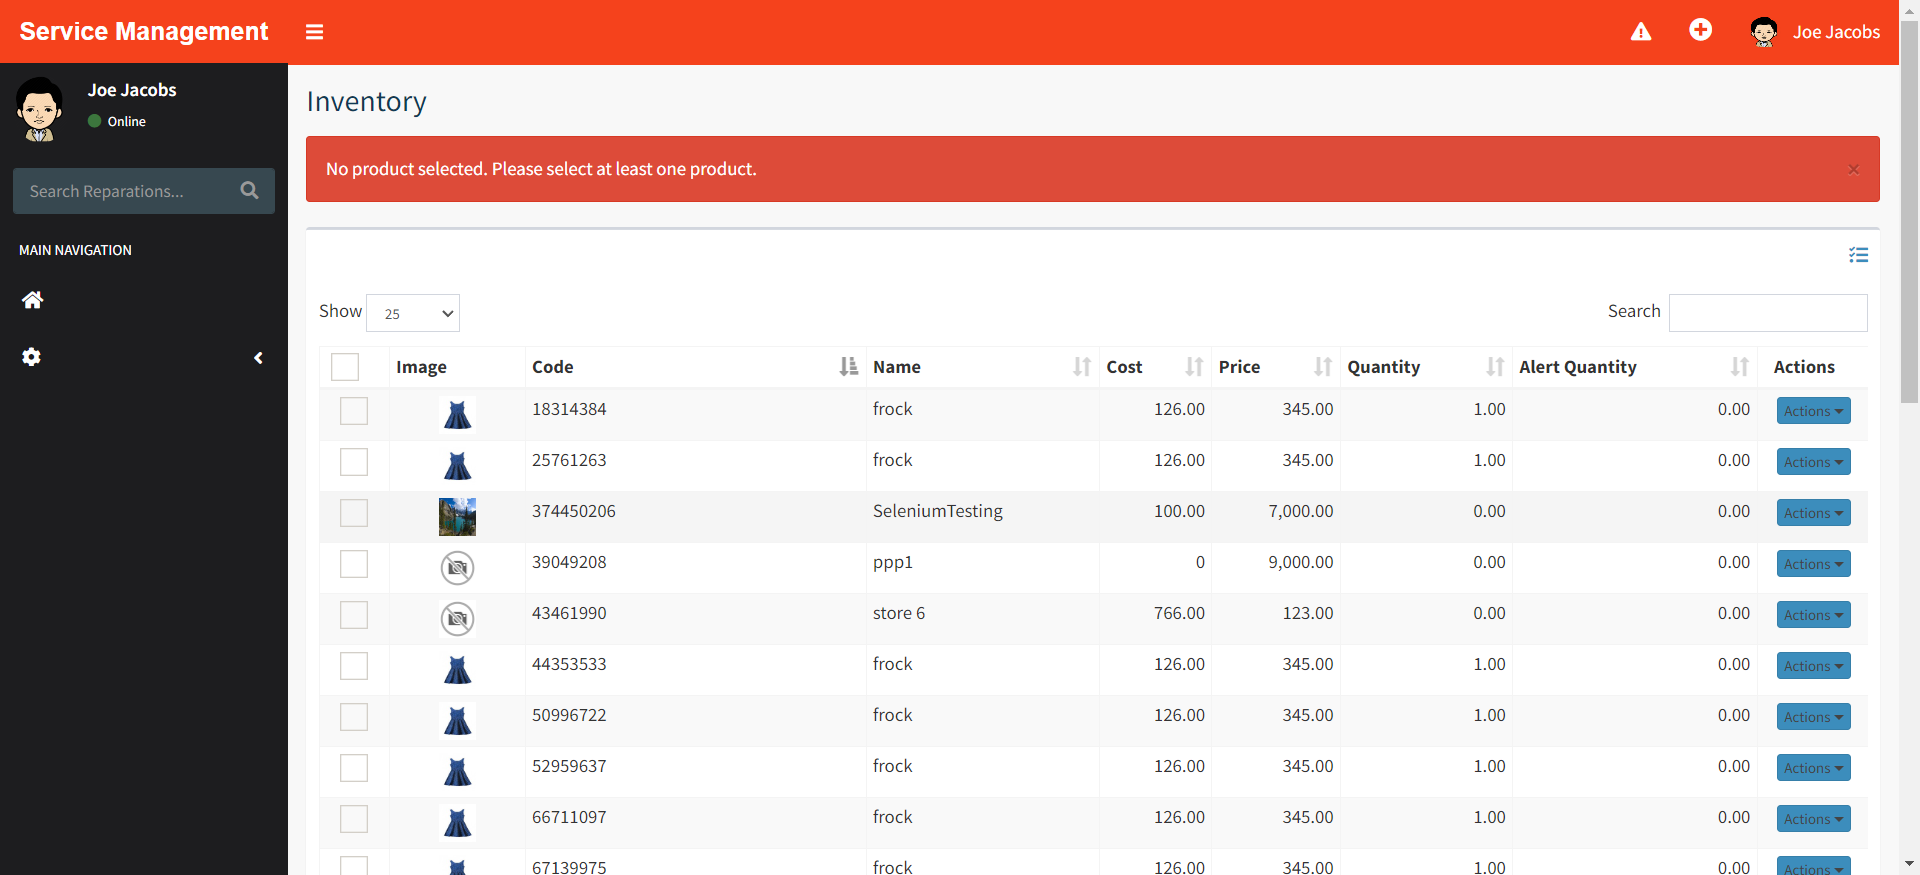 Service Management
Joe Jacobs
Joe Jacobs
Online
Search Reparations...
MAIN NAVIGATION
Inventory
No product selected. Please select at least one product. ×
Show 25 Search
Image Code Name Cost Price Quantity Alert Quantity Actions
18314384 frock 126.00 345.00 1.00 0.00 Actions
25761263 frock 126.00 345.00 1.00 0.00 Actions
374450206 SeleniumTesting 100.00 7,000.00 0.00 0.00 Actions
39049208 ppp1 0 9,000.00 0.00 0.00 Actions
43461990 store 6 766.00 123.00 0.00 0.00 Actions
44353533 frock 126.00 345.00 1.00 0.00 Actions
50996722 frock 126.00 345.00 1.00 0.00 Actions
52959637 frock 126.00 345.00 1.00 0.00 Actions
66711097 frock 126.00 345.00 1.00 0.00 Actions
67139975 frock 126.00 345.00 1.00 0.00 Actions